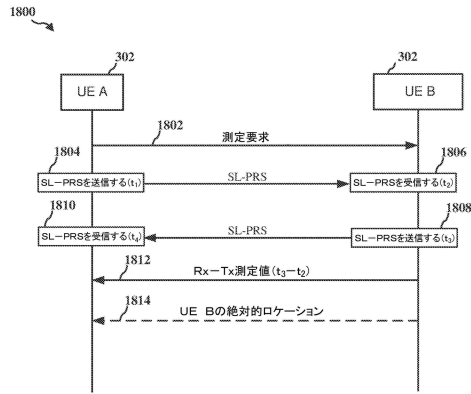 1800
302
302
UE A
UE B
1802
測定要求
1804
1806
SL-PRSを送信する(t₁)
SL-PRS
SL-PRSを受信する(t₂)
1810
1808
SL-PRSを受信する(t₄)
SL-PRS
SL-PRSを送信する(t₃)
1812
Rx-Tx測定値(t₃-t₂)
1814
UE Bの絶対的ロケーション